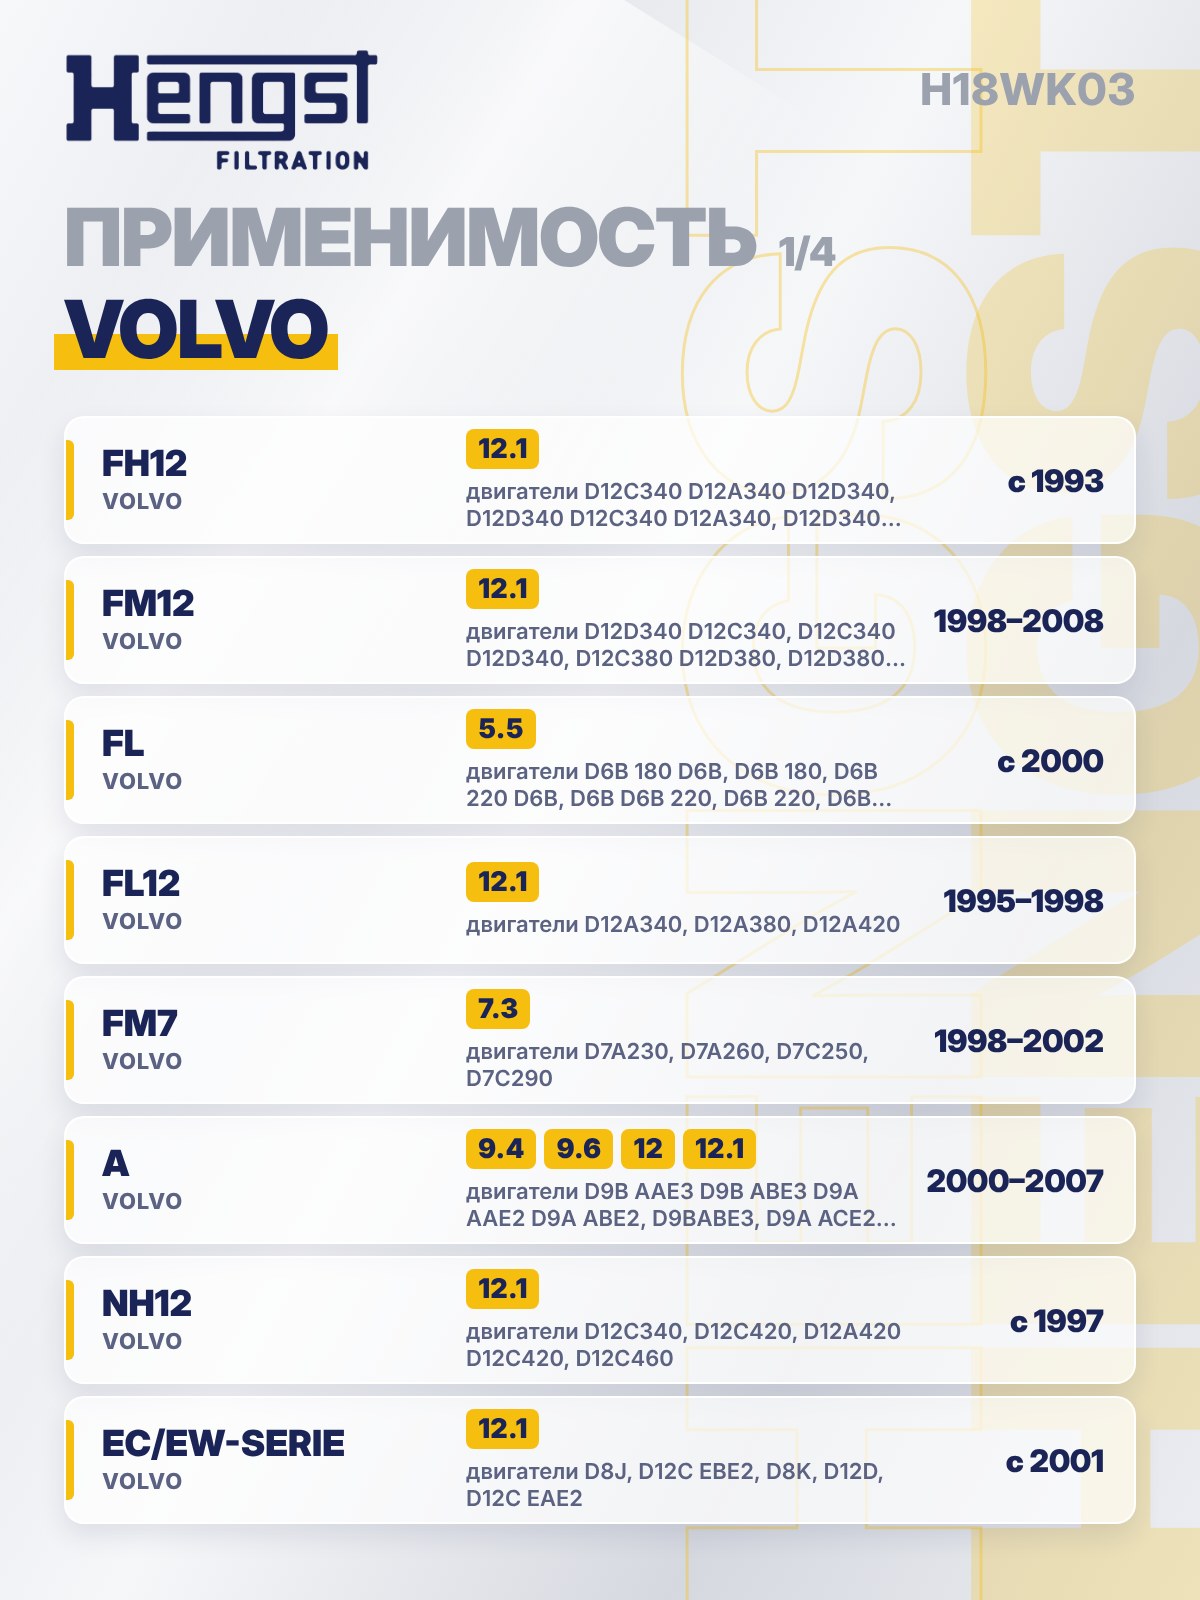 Hengst
FILTRATION
H18WK03
ПРИМЕНИМОСТЬ 1/4
VOLVO
FH12
VOLVO
12.1
двигатели D12C340 D12A340 D12D340,
D12D340 D12C340 D12A340, D12D340...
с 1993
FM12
VOLVO
12.1
двигатели D12D340 D12C340, D12C340
D12D340, D12C380 D12D380, D12D380...
1998–2008
FL
VOLVO
5.5
двигатели D6B 180 D6B, D6B 180, D6B
220 D6B, D6B D6B 220, D6B 220, D6B...
с 2000
FL12
VOLVO
12.1
двигатели D12A340, D12A380, D12A420
1995–1998
FM7
VOLVO
7.3
двигатели D7A230, D7A260, D7C250,
D7C290
1998–2002
A
VOLVO
9.4 9.6 12 12.1
двигатели D9B AAE3 D9B ABE3 D9A
AAE2 D9A ABE2, D9BABE3, D9A ACE2...
2000–2007
NH12
VOLVO
12.1
двигатели D12C340, D12C420, D12A420
D12C420, D12C460
с 1997
EC/EW-SERIE
VOLVO
12.1
двигатели D8J, D12C EBE2, D8K, D12D,
D12C EAE2
с 2001